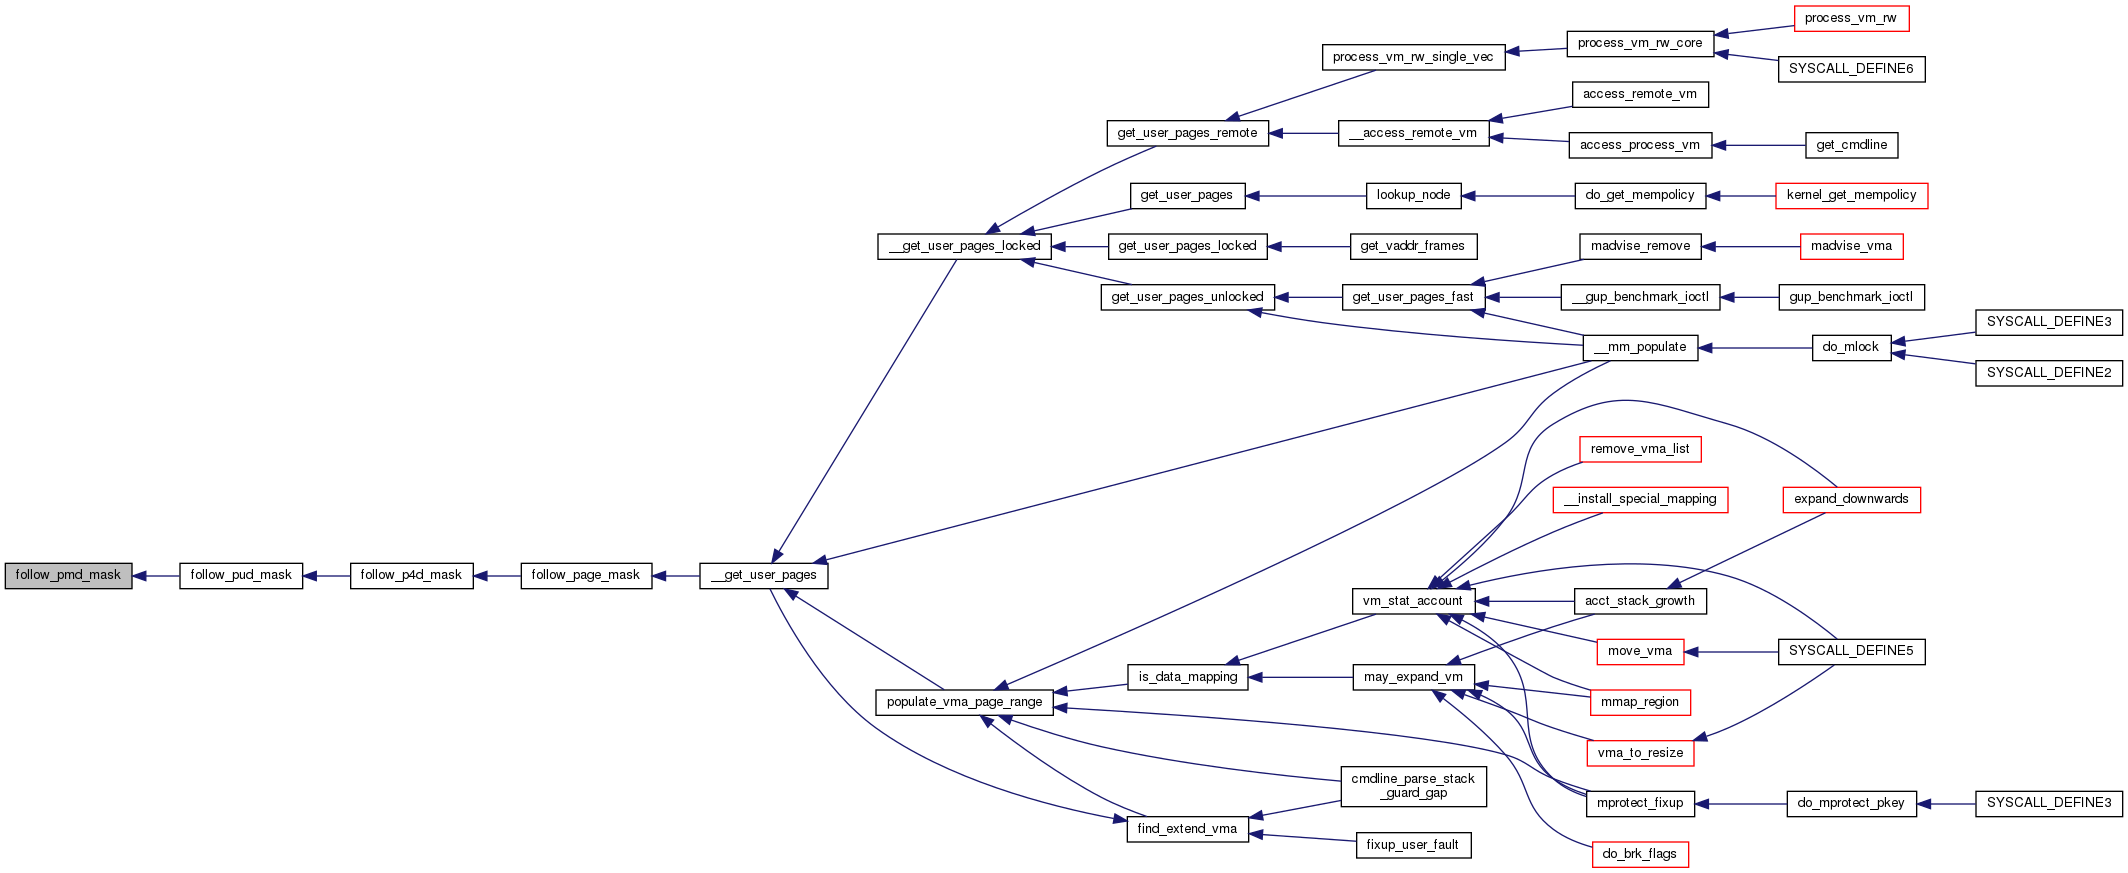 process_vm_rw
process_vm_rw_core
process_vm_rw_single_vec
SYSCALL_DEFINE6
access_remote_vm
get_user_pages_remote
__access_remote_vm
access_process_vm
get_cmdline
get_user_pages
lookup_node
do_get_mempolicy
kernel_get_mempolicy
__get_user_pages_locked
get_user_pages_locked
get_vaddr_frames
madvise_remove
madvise_vma
get_user_pages_unlocked
get_user_pages_fast
__gup_benchmark_ioctl
gup_benchmark_ioctl
SYSCALL_DEFINE3
__mm_populate
do_mlock
SYSCALL_DEFINE2
remove_vma_list
__install_special_mapping
expand_downwards
follow_pmd_mask
follow_pud_mask
follow_p4d_mask
follow_page_mask
__get_user_pages
vm_stat_account
acct_stack_growth
move_vma
SYSCALL_DEFINE5
is_data_mapping
may_expand_vm
populate_vma_page_range
mmap_region
vma_to_resize
cmdline_parse_stack
_guard_gap
mprotect_fixup
do_mprotect_pkey
SYSCALL_DEFINE3
find_extend_vma
fixup_user_fault
do_brk_flags